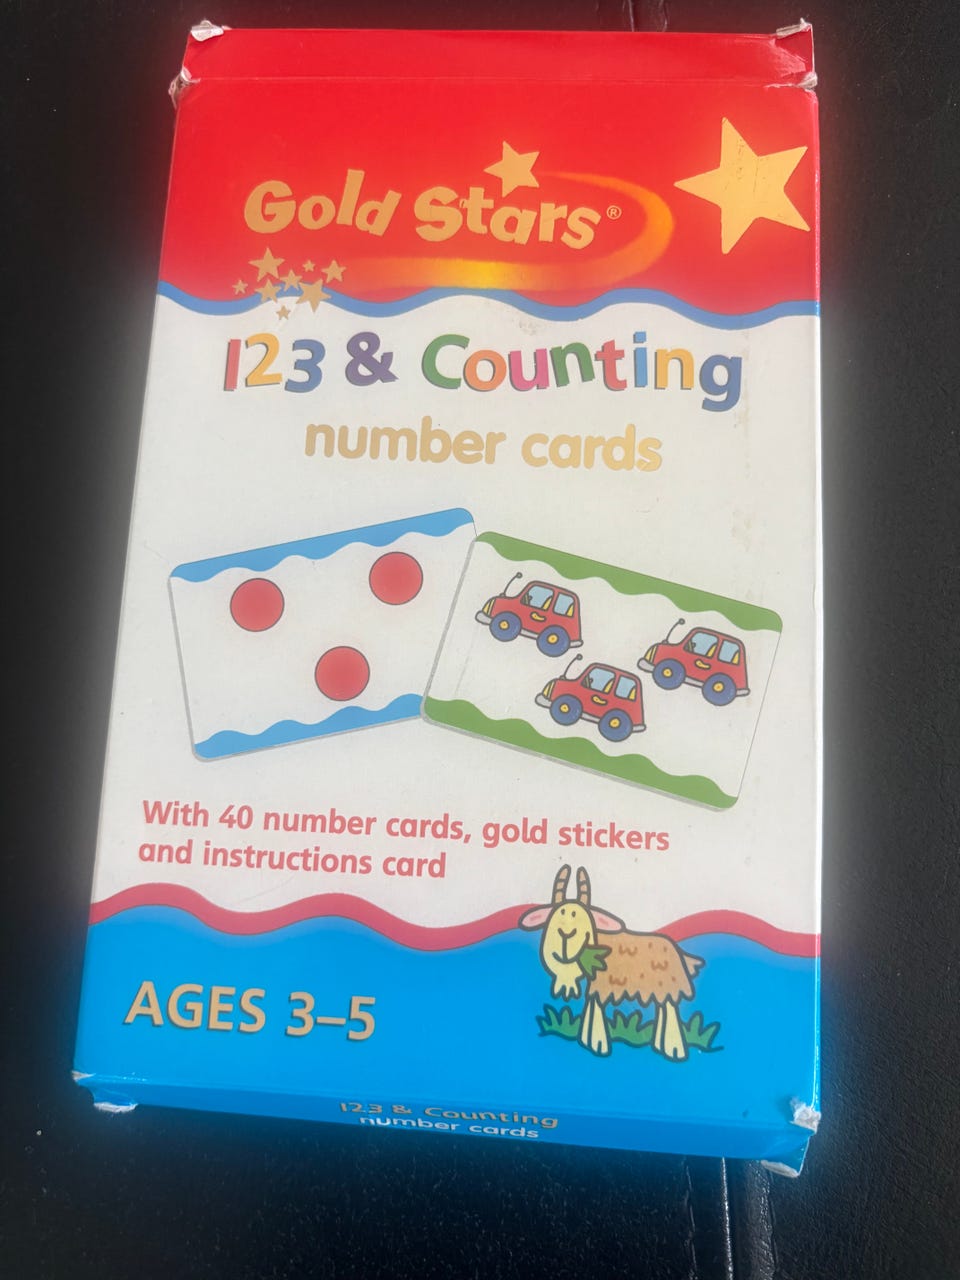 Gold Stars®
123 & Counting
number cards
With 40 number cards, gold stickers
and instructions card
AGES 3–5
123 & Counting
number cards